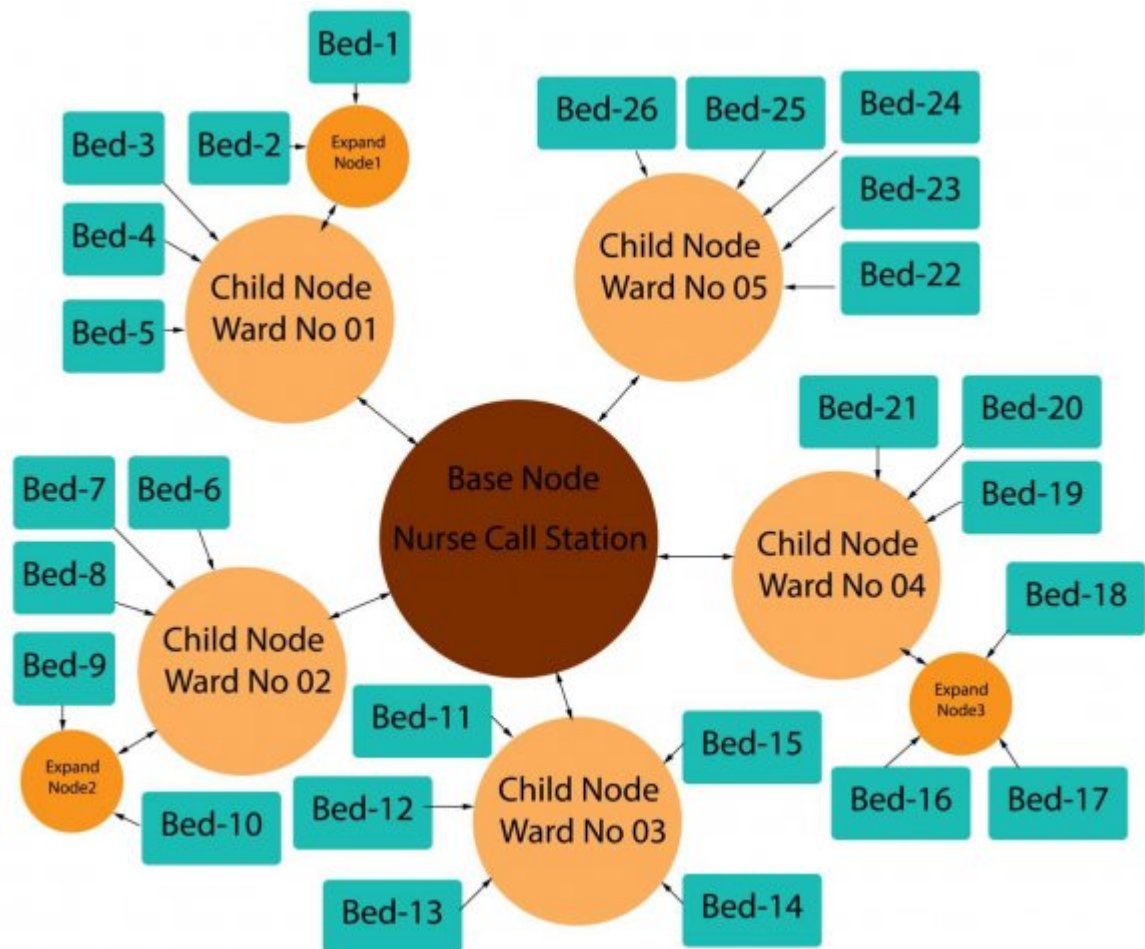 Bed-1
Bed-2
Expand
Node1
Bed-3
Bed-4
Bed-5
Child Node
Ward No 01
Bed-26
Bed-25
Bed-24
Bed-23
Bed-22
Child Node
Ward No 05
Base Node
Nurse Call Station
Bed-21
Bed-20
Bed-19
Child Node
Ward No 04
Bed-18
Expand
Node3
Bed-16
Bed-17
Bed-7
Bed-6
Bed-8
Bed-9
Child Node
Ward No 02
Expand
Node2
Bed-10
Bed-11
Bed-15
Bed-12
Child Node
Ward No 03
Bed-13
Bed-14